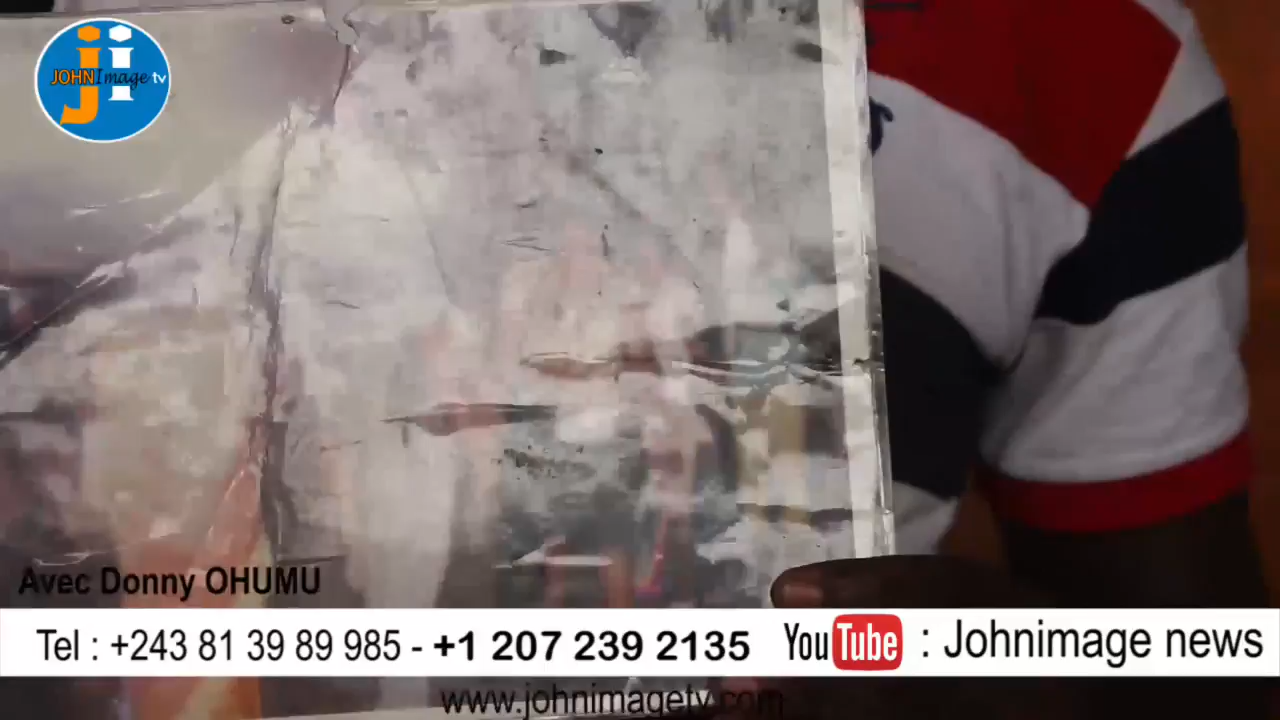 JOHNImage tv
Avec Donny OHUMU
Tel : +243 81 39 89 985 - +1 207 239 2135
YouTube : Johnimage news
www.johnimagetv.com